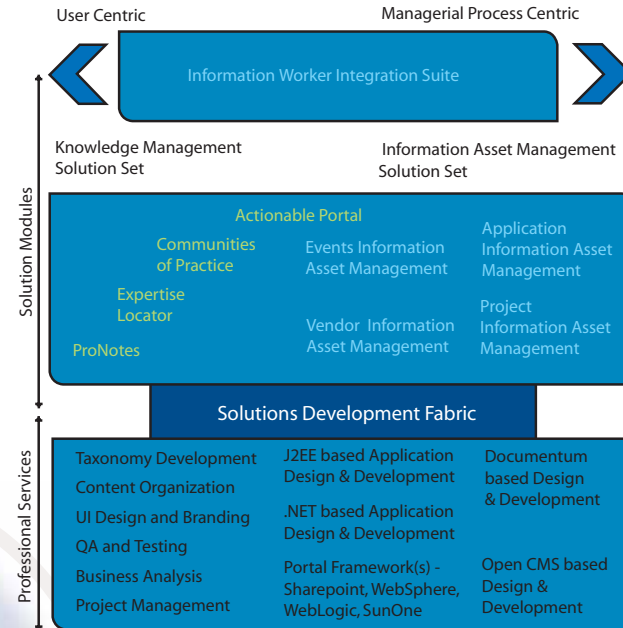 User Centric
Managerial Process Centric
Information Worker Integration Suite
Knowledge Management
Solution Set
Information Asset Management
Solution Set
Solution Modules
Actionable Portal
Communities
of Practice
Expertise
Locator
ProNotes
Events Information
Asset Management
Vendor Information
Asset Management
Application
Information Asset
Management
Project
Information Asset
Management
Solutions Development Fabric
Professional Services
Taxonomy Development
Content Organization
UI Design and Branding
QA and Testing
Business Analysis
Project Management
J2EE based Application
Design & Development
.NET based Application
Design & Development
Portal Framework(s) -
Sharepoint, WebSphere,
WebLogic, SunOne
Documentum
based Design
& Development
Open CMS based
Design &
Development